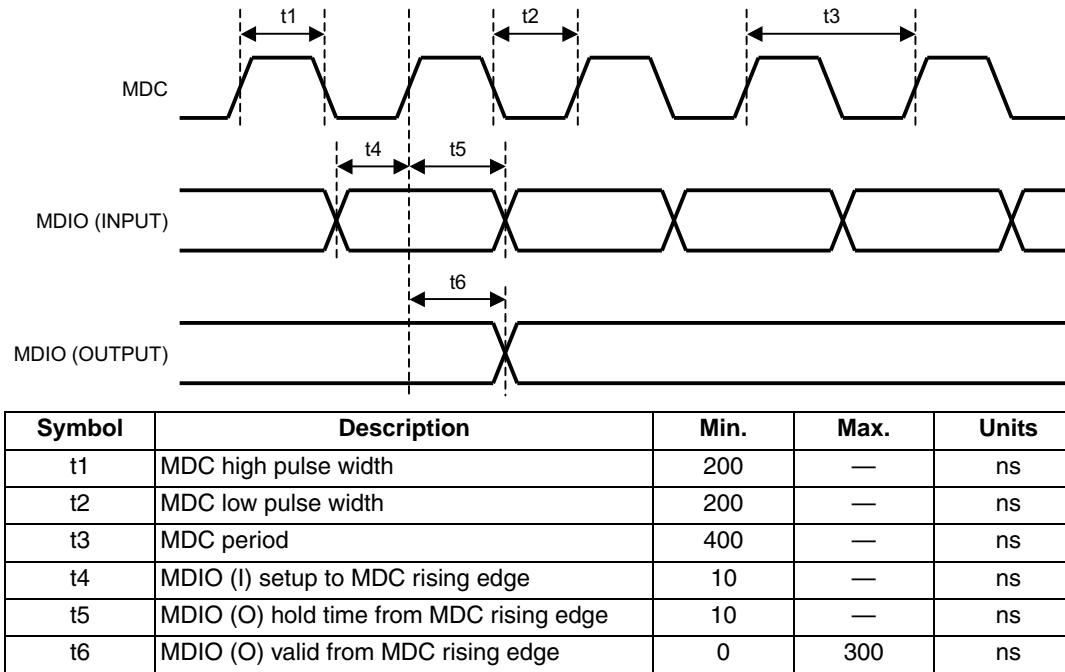 t1 t2 t3
MDC
t4 t5
MDIO (INPUT)
t6
MDIO (OUTPUT)
Symbol Description Min. Max. Units
t1 MDC high pulse width 200 — ns
t2 MDC low pulse width 200 — ns
t3 MDC period 400 — ns
t4 MDIO (I) setup to MDC rising edge 10 — ns
t5 MDIO (O) hold time from MDC rising edge 10 — ns
t6 MDIO (O) valid from MDC rising edge 0 300 ns